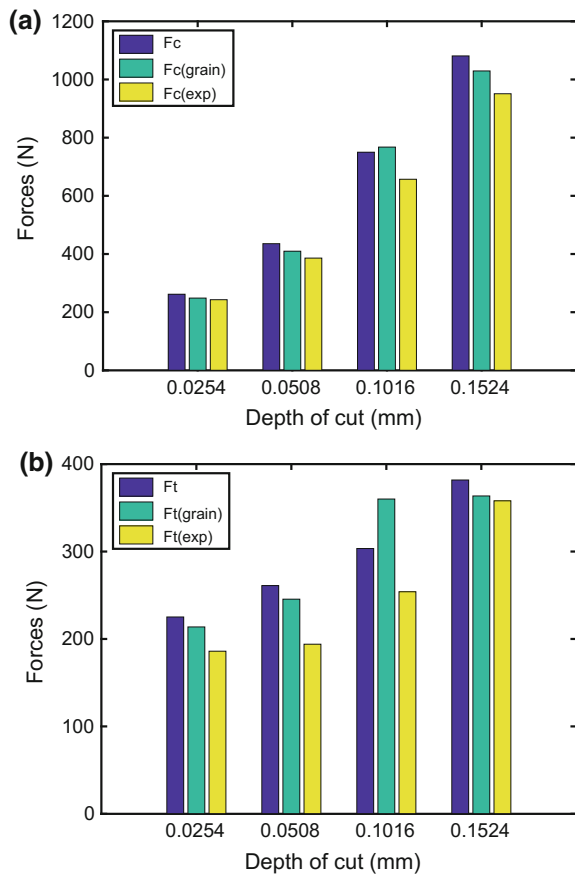 (a)
1200
1000
800
600
400
200
0
Forces (N)
Fc
Fc(grain)
Fc(exp)
0.0254 0.0508 0.1016 0.1524
Depth of cut (mm)
(b)
400
300
200
100
0
Forces (N)
Ft
Ft(grain)
Ft(exp)
0.0254 0.0508 0.1016 0.1524
Depth of cut (mm)